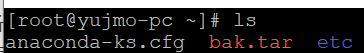 [root@yujmo-pc ~]# ls
anaconda-ks.cfg bak.tar etc